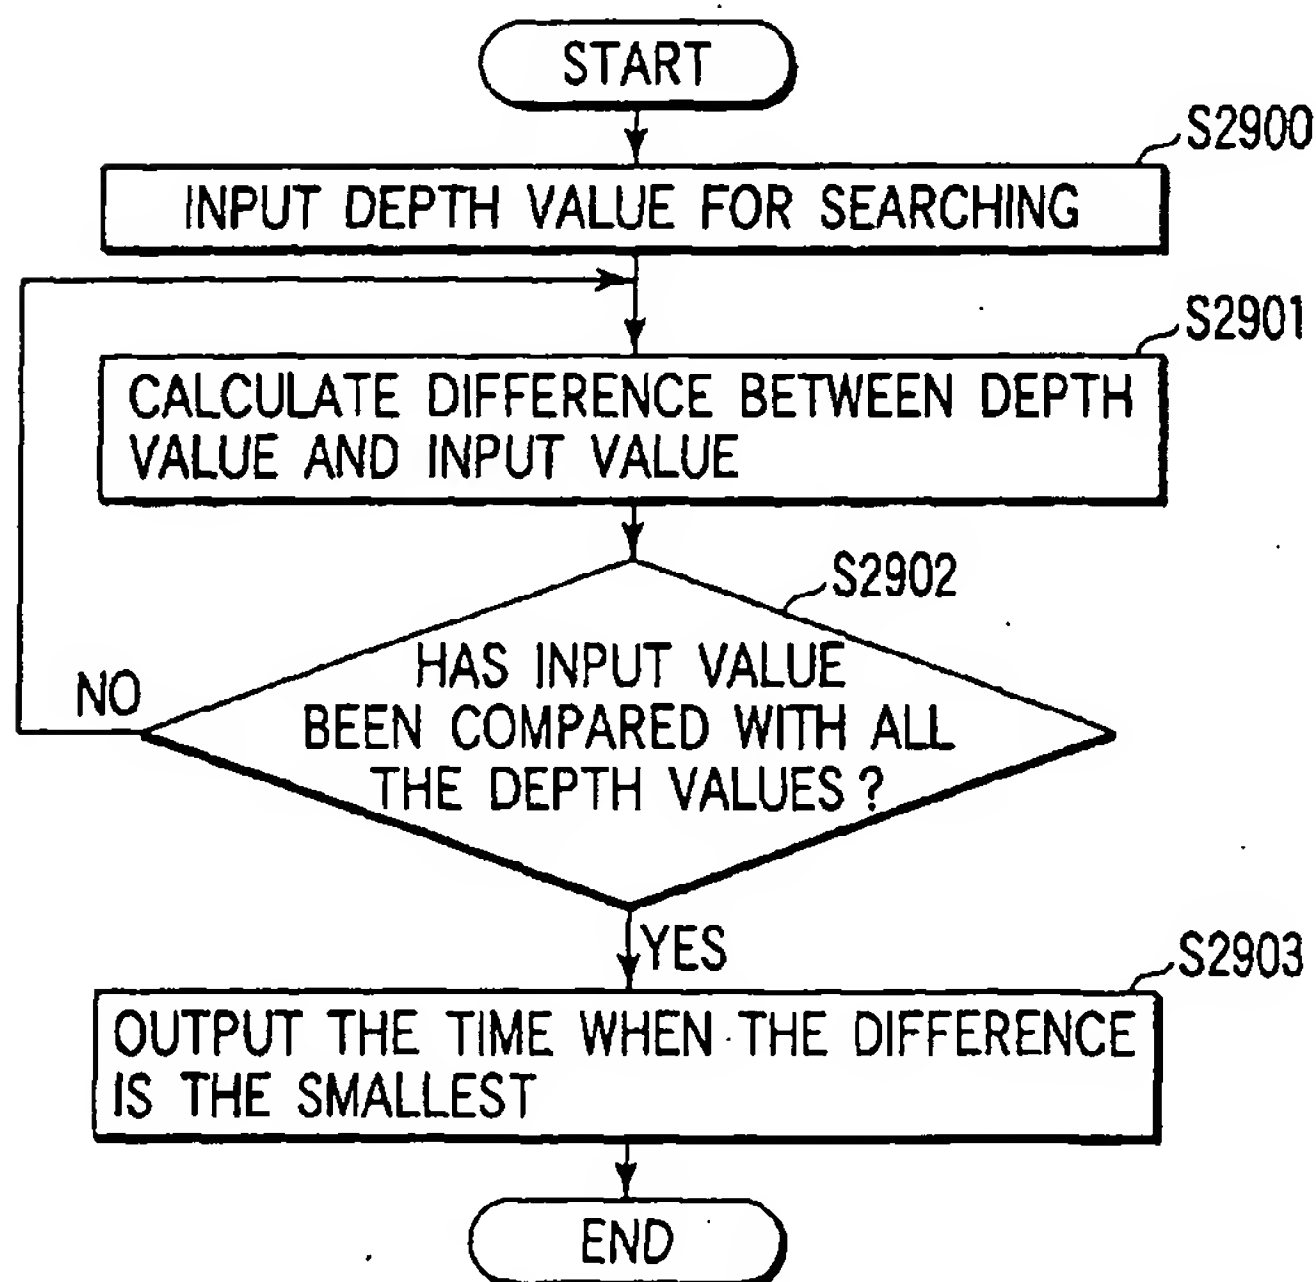 START
S2900
INPUT DEPTH VALUE FOR SEARCHING
S2901
CALCULATE DIFFERENCE BETWEEN DEPTH
VALUE AND INPUT VALUE
S2902
HAS INPUT VALUE
BEEN COMPARED WITH ALL
THE DEPTH VALUES?
NO
YES
S2903
OUTPUT THE TIME WHEN THE DIFFERENCE
IS THE SMALLEST
END